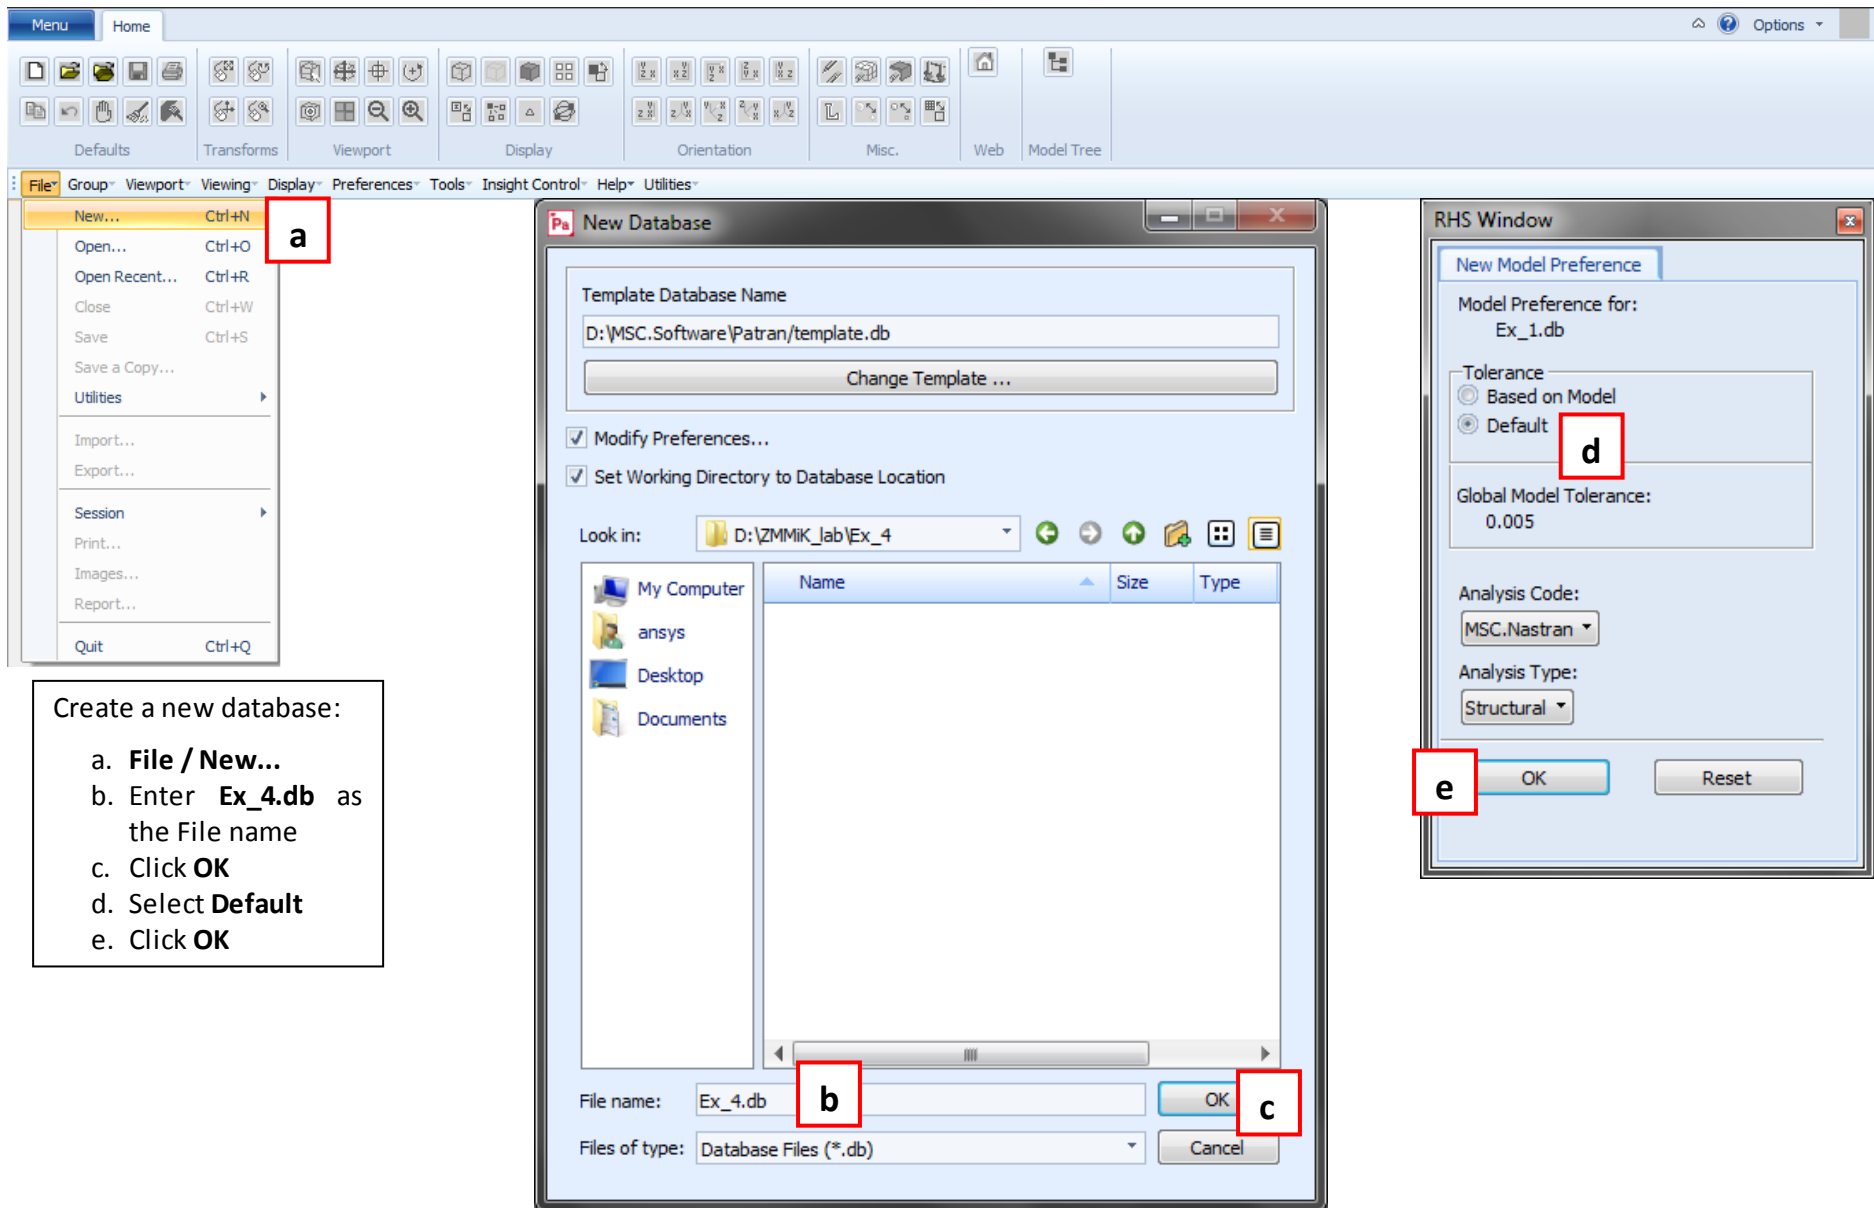 Menu Home Options
Defaults Transforms Viewport Display Orientation Misc. Web Model Tree
File Group Viewport Viewing Display Preferences Tools Insight Control Help Utilities
New... Ctrl+N
a
Open... Ctrl+O
Open Recent... Ctrl+R
Close Ctrl+W
Save Ctrl+S
Save a Copy...
Utilities
Import...
Export...
Session
Print...
Images...
Report...
Quit Ctrl+Q
Create a new database:
a. File / New...
b. Enter Ex_4.db as
the File name
c. Click OK
d. Select Default
e. Click OK
Pa New Database
Template Database Name
D:\MSC.Software\Patran/template.db
Change Template ...
Modify Preferences...
Set Working Directory to Database Location
Look in: D:\ZMMiK_lab\Ex_4
Name Size Type
My Computer
ansys
Desktop
Documents
File name: Ex_4.db b OK c
Files of type: Database Files (*.db) Cancel
RHS Window
New Model Preference
Model Preference for:
Ex_1.db
Tolerance
Based on Model
Default
d
Global Model Tolerance:
0.005
Analysis Code:
MSC.Nastran
Analysis Type:
Structural
e OK Reset